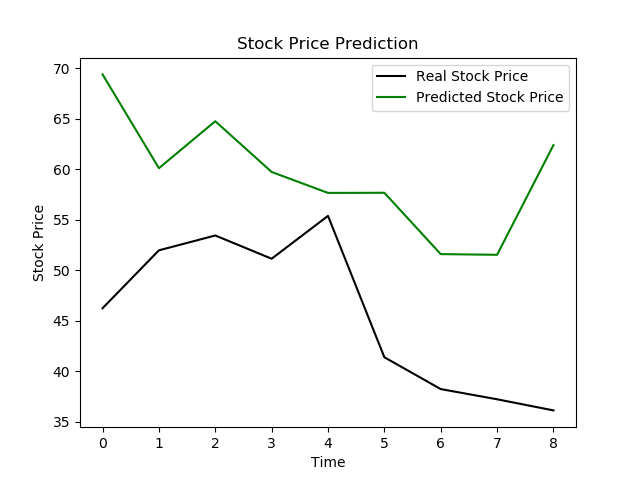 Stock Price Prediction
Real Stock Price
Predicted Stock Price
Stock Price
70
65
60
55
50
45
40
35
0 1 2 3 4 5 6 7 8
Time